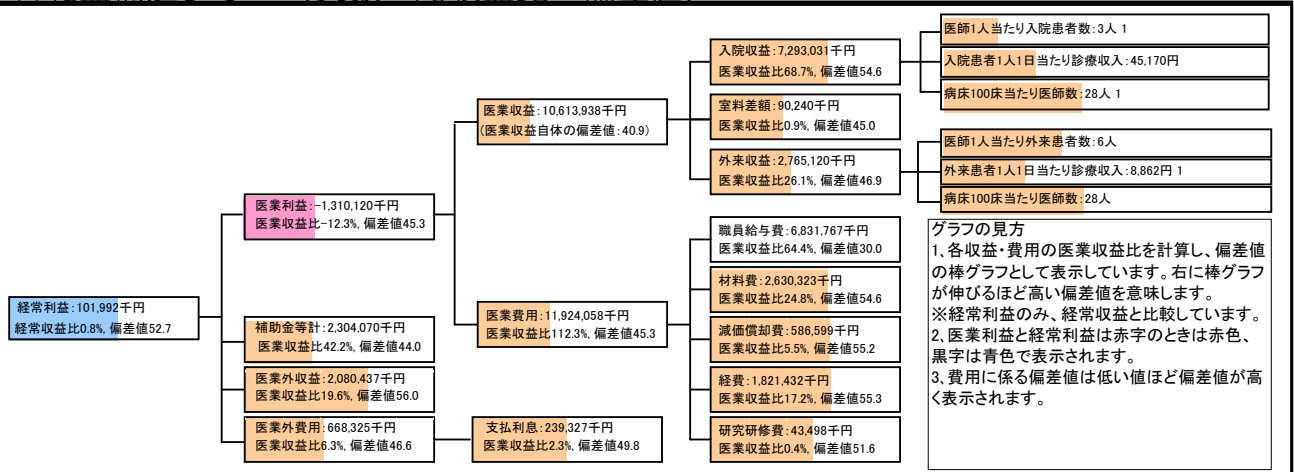 経常利益:101,992千円
経常収益比0.8%, 偏差値52.7
医業利益:-1,310,120千円
医業収益比-12.3%, 偏差値45.3
補助金等計:2,304,070千円
医業収益比42.2%, 偏差値44.0
医業外収益:2,080,437千円
医業収益比19.6%, 偏差値56.0
医業外費用:668,325千円
医業収益比6.3%, 偏差値46.6
支払利息:239,327千円
医業収益比2.3%, 偏差値49.8
医業収益:10,613,938千円
(医業収益自体の偏差値:40.9)
医業費用:11,924,058千円
医業収益比112.3%, 偏差値45.3
入院収益:7,293,031千円
医業収益比68.7%, 偏差値54.6
室料差額:90,240千円
医業収益比0.9%, 偏差値45.0
外来収益:2,765,120千円
医業収益比26.1%, 偏差値46.9
職員給与費:6,831,767千円
医業収益比64.4%, 偏差値30.0
材料費:2,630,323千円
医業収益比24.8%, 偏差値54.6
減価償却費:586,599千円
医業収益比5.5%, 偏差値55.2
経費:1,821,432千円
医業収益比17.2%, 偏差値55.3
研究研修費:43,498千円
医業収益比0.4%, 偏差値51.6
医師1人当たり入院患者数:3人 1
入院患者1人1日当たり診療収入:45,170円
病床100床当たり医師数:28人 1
医師1人当たり外来患者数:6人
外来患者1人1日当たり診療収入:8,862円 1
病床100床当たり医師数:28人
グラフの見方
1、各収益・費用の医業収益比を計算し、偏差値
の棒グラフとして表示しています。右に棒グラフ
が伸びるほど高い偏差値を意味します。
※経常利益のみ、経常収益と比較しています。
2、医業利益と経常利益は赤字のときは赤色、
黒字は青色で表示されます。
3、費用に係る偏差値は低い値ほど偏差値が高
く表示されます。